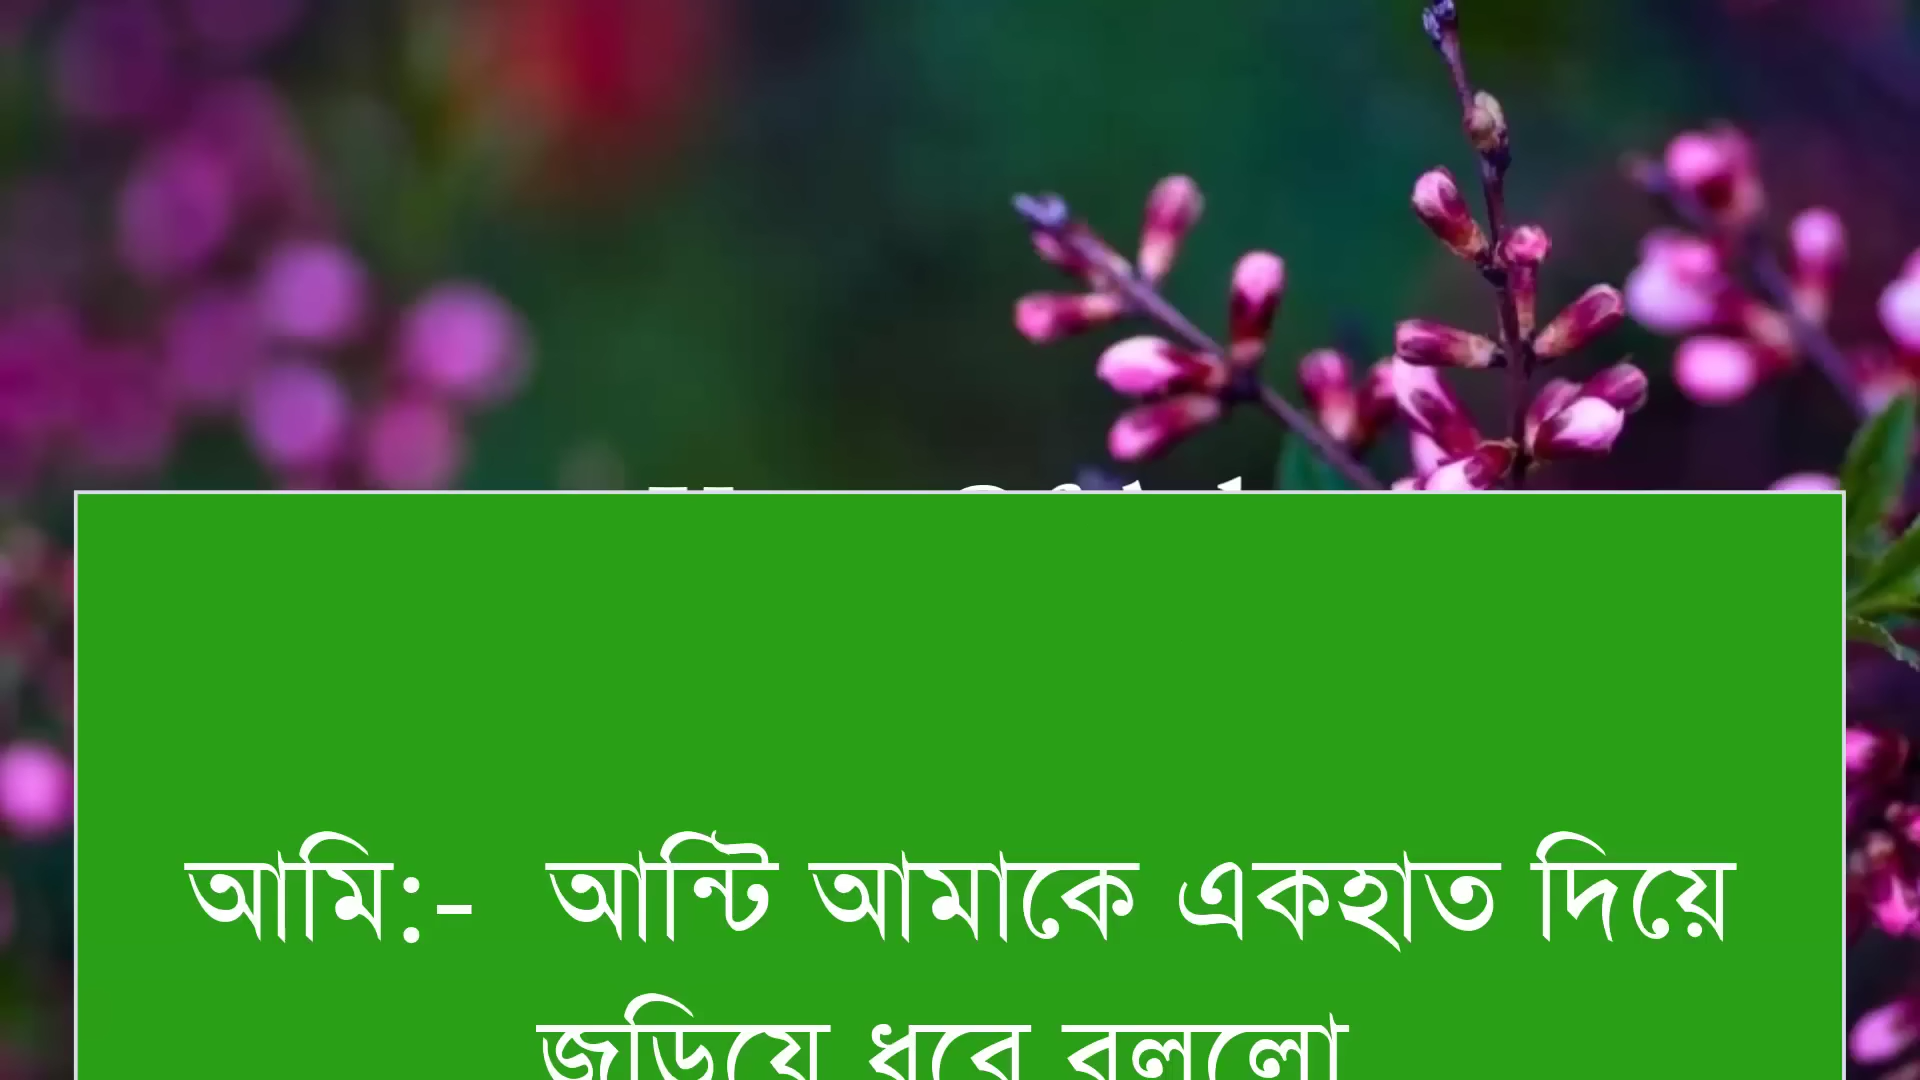 আমি:- আন্টি আমাকে একহাত দিয়ে
জড়িয়ে ধরে বললো